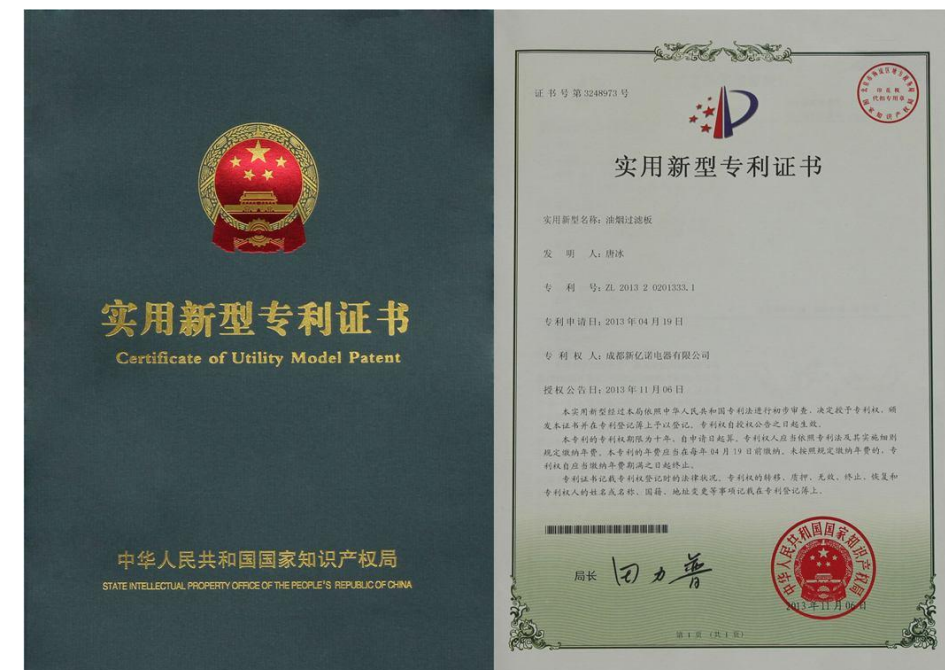 实用新型专利证书
Certificate of Utility Model Patent
中华人民共和国国家知识产权局
STATE INTELLECTUAL PROPERTY OFFICE OF THE PEOPLE'S REPUBLIC OF CHINA
证书号第3248973号
实用新型专利证书
实用新型名称：油烟过滤板
发 明 人：唐冰
专 利 号：ZL 2013 2 0201333.1
专利申请日：2013年04月19日
专 利 权 人：成都新亿诺电器有限公司
授权公告日：2013年11月06日
本实用新型经过本局依照中华人民共和国专利法进行初步审查，决定授予专利权，颁
发本证书并在专利登记簿上予以登记。专利权自授权公告之日起生效。
本专利的专利权期限为十年，自申请日起算。专利权人应当依照专利法及其实施细则
规定缴纳年费。本专利的年费应当在每年04月19日前缴纳。未按照规定缴纳年费的，专
利权自应当缴纳年费期满之日起终止。
专利证书记载专利权登记时的法律状况。专利权的转移、质押、无效、终止、恢复和
专利权人的姓名或名称、国籍、地址变更等事项记载在专利登记簿上。
局长 田力普
中华人民共和国国家知识产权局
2013年11月06日
第 1 页 （共 1 页）